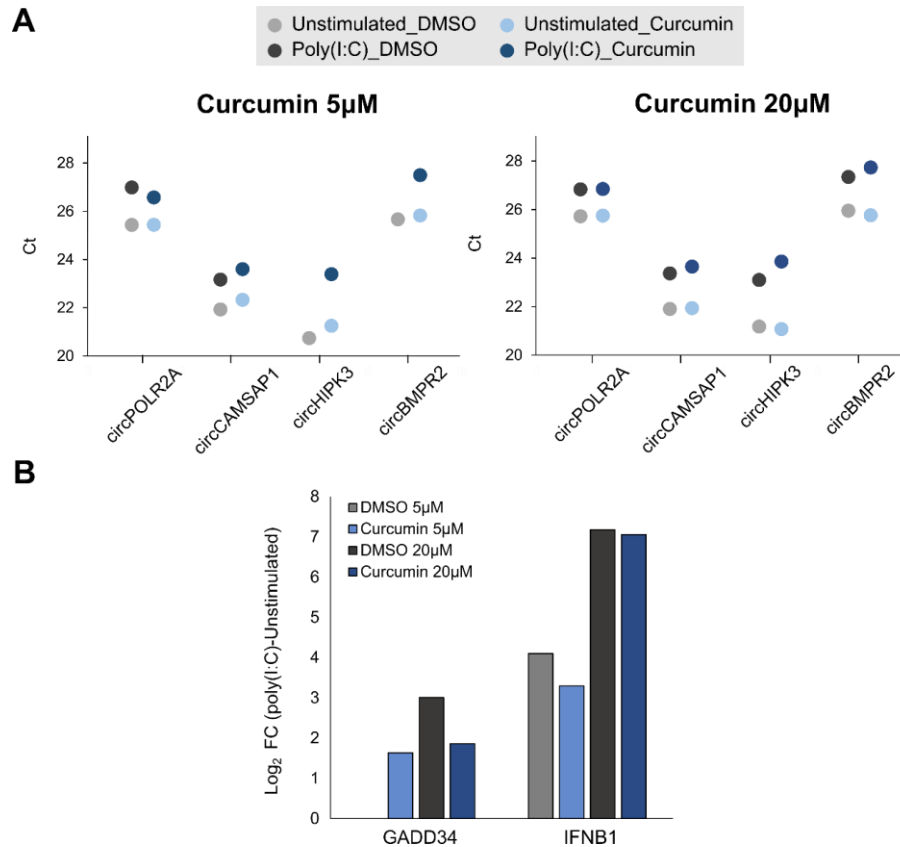 A
Unstimulated_DMSO Unstimulated_Curcumin
Poly(I:C)_DMSO Poly(I:C)_Curcumin
Curcumin 5µM Curcumin 20µM
Ct
28
26
24
22
20
circPOLR2A
circCAMSAP1
circHIPK3
circBMPR2
Ct
28
26
24
22
20
circPOLR2A
circCAMSAP1
circHIPK3
circBMPR2
B
Log₂ FC (poly(I:C)-Unstimulated)
8
7
6
5
4
3
2
1
0
DMSO 5µM
Curcumin 5µM
DMSO 20µM
Curcumin 20µM
GADD34 IFNB1